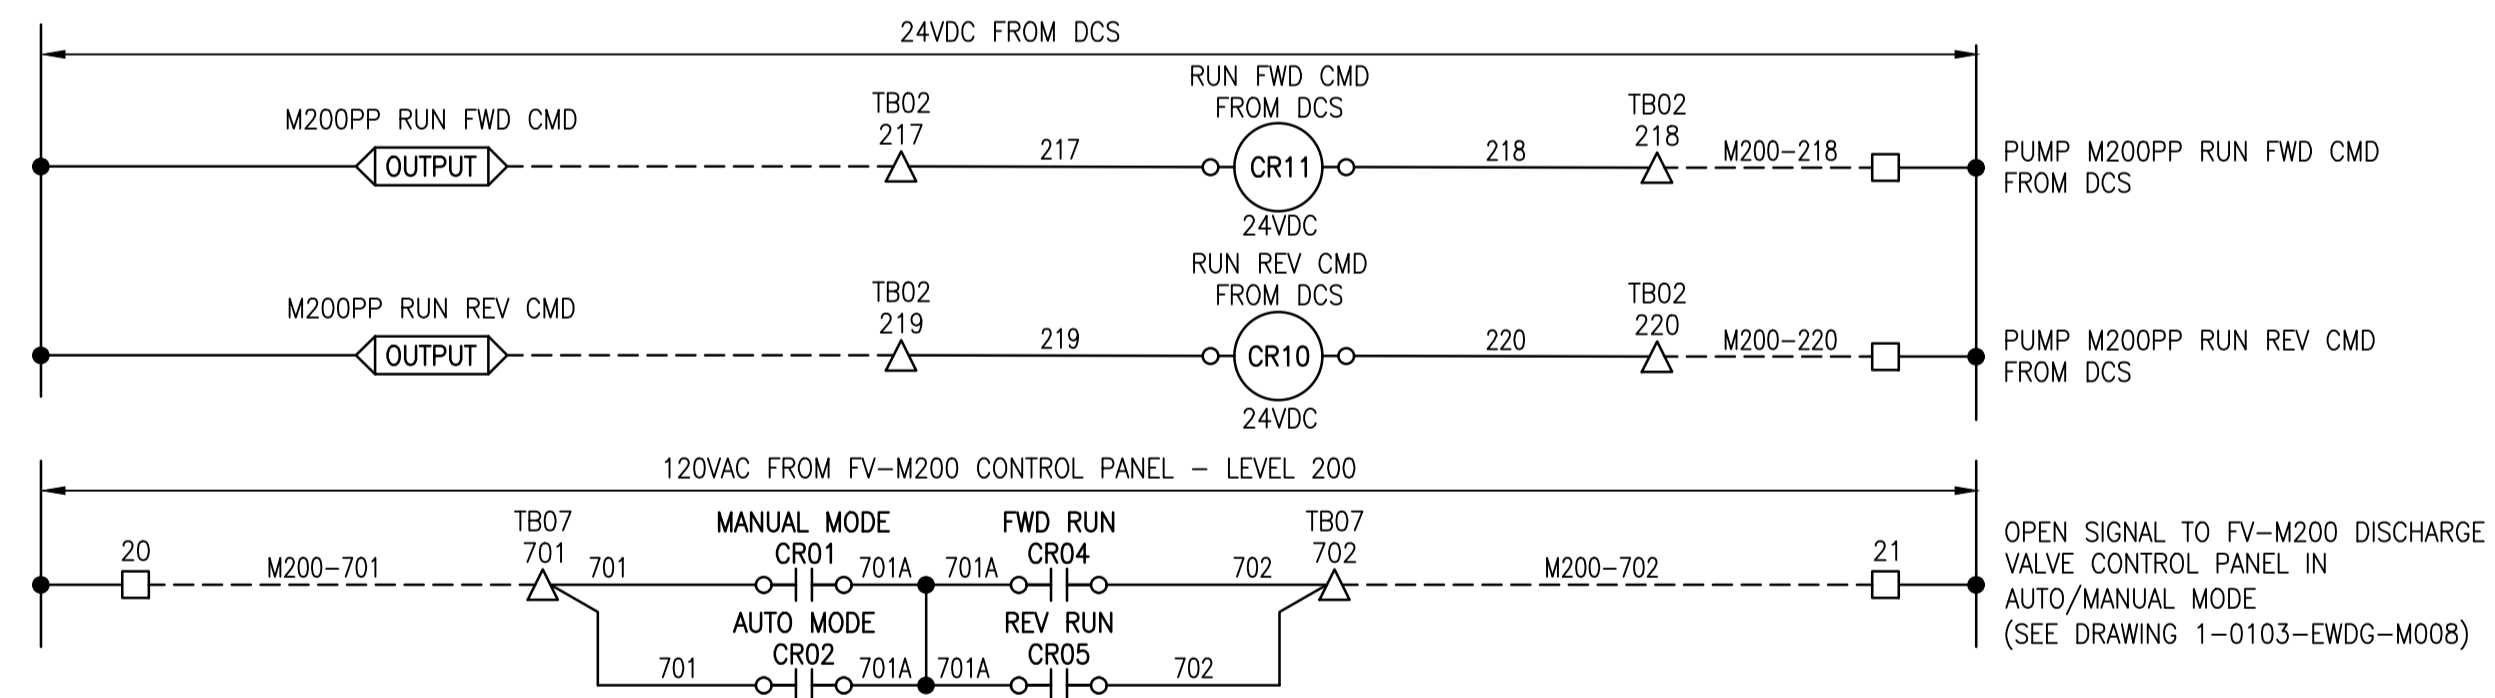 24VDC FROM DCS
M200PP RUN FWD CMD
OUTPUT
TB02
217
217
RUN FWD CMD
FROM DCS
CR11
24VDC
218
TB02
218
M200-218
PUMP M200PP RUN FWD CMD
FROM DCS
M200PP RUN REV CMD
OUTPUT
TB02
219
219
RUN REV CMD
FROM DCS
CR10
24VDC
220
TB02
220
M200-220
PUMP M200PP RUN REV CMD
FROM DCS
120VAC FROM FV-M200 CONTROL PANEL - LEVEL 200
20
M200-701
TB07
701
701
MANUAL MODE
CR01
701A
701A
FWD RUN
CR04
702
TB07
702
M200-702
21
OPEN SIGNAL TO FV-M200 DISCHARGE
VALVE CONTROL PANEL IN
AUTO/MANUAL MODE
(SEE DRAWING 1-0103-EWDG-M008)
701
AUTO MODE
CR02
701A
701A
REV RUN
CR05
702